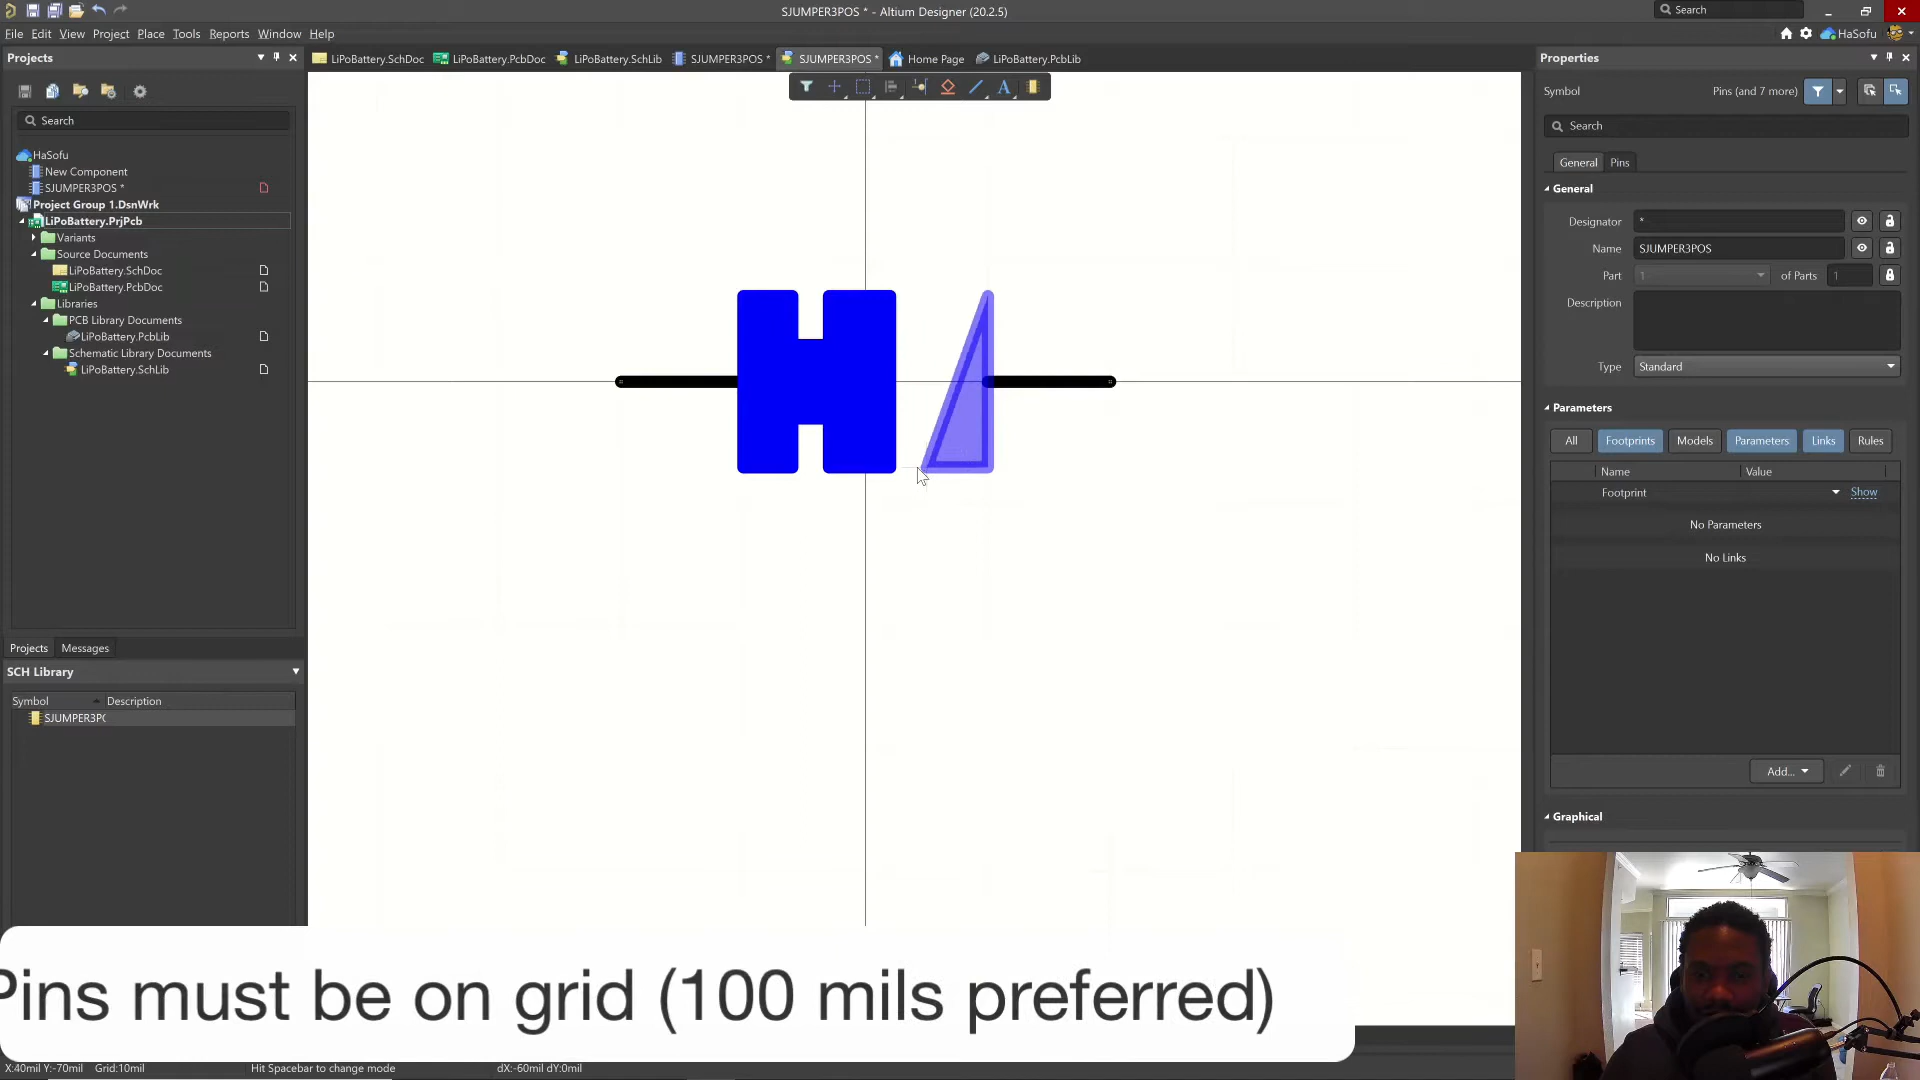 SJUMPER3POS * - Altium Designer (20.2.5)
Search
File Edit View Project Place Tools Reports Window Help
HaSofu
Projects
LiPoBattery.SchDoc LiPoBattery.PcbDoc LiPoBattery.SchLib SJUMPER3POS * SJUMPER3POS * Home Page LiPoBattery.PcbLib
Properties
Symbol Pins (and 7 more)
Search
Search
HaSofu
New Component
SJUMPER3POS *
Project Group 1.DsnWrk
LiPoBattery.PrjPcb
Variants
Source Documents
LiPoBattery.SchDoc
LiPoBattery.PcbDoc
Libraries
PCB Library Documents
LiPoBattery.PcbLib
Schematic Library Documents
LiPoBattery.SchLib
Projects Messages
SCH Library
Symbol Description
SJUMPER3PC
General Pins
General
Designator *
Name SJUMPER3POS
Part 1 of Parts 1
Description
Type Standard
Parameters
All Footprints Models Parameters Links Rules
Name Value
Footprint Show
No Parameters
No Links
Add...
Graphical
Pins must be on grid (100 mils preferred)
X:40mil Y:-70mil Grid:10mil Hit Spacebar to change mode dX:-60mil dY:0mil